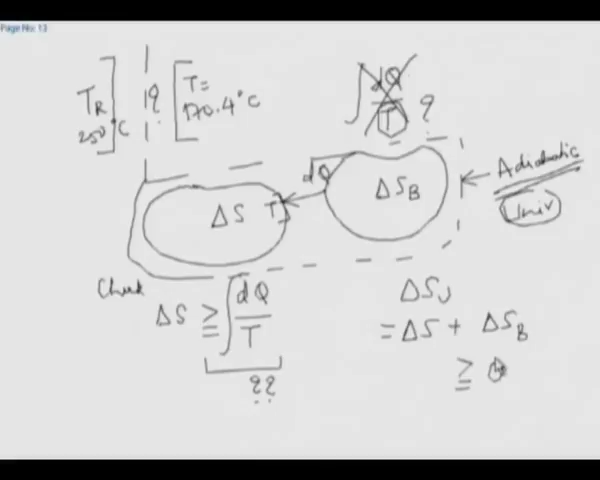 Page No: 13
T_R
250°C
T=
170.4°C
∫ dQ/T ?
dQ
ΔS
T
ΔS_B
Adiabatic
Univ
Check
ΔS ≥ ∫ dQ/T
??
ΔS_U
= ΔS + ΔS_B
≥ 0